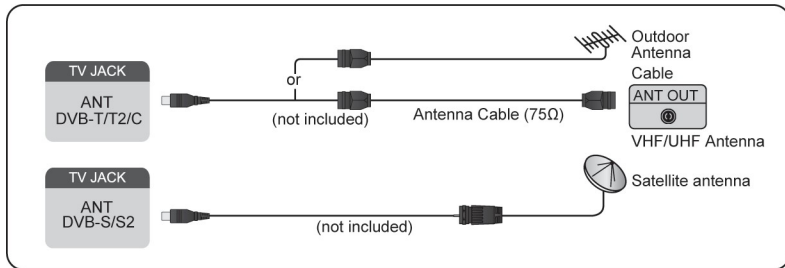 TV JACK
ANT
DVB-T/T2/C
or
(not included)
Antenna Cable (75Ω)
Outdoor
Antenna
Cable
ANT OUT
VHF/UHF Antenna
TV JACK
ANT
DVB-S/S2
(not included)
Satellite antenna